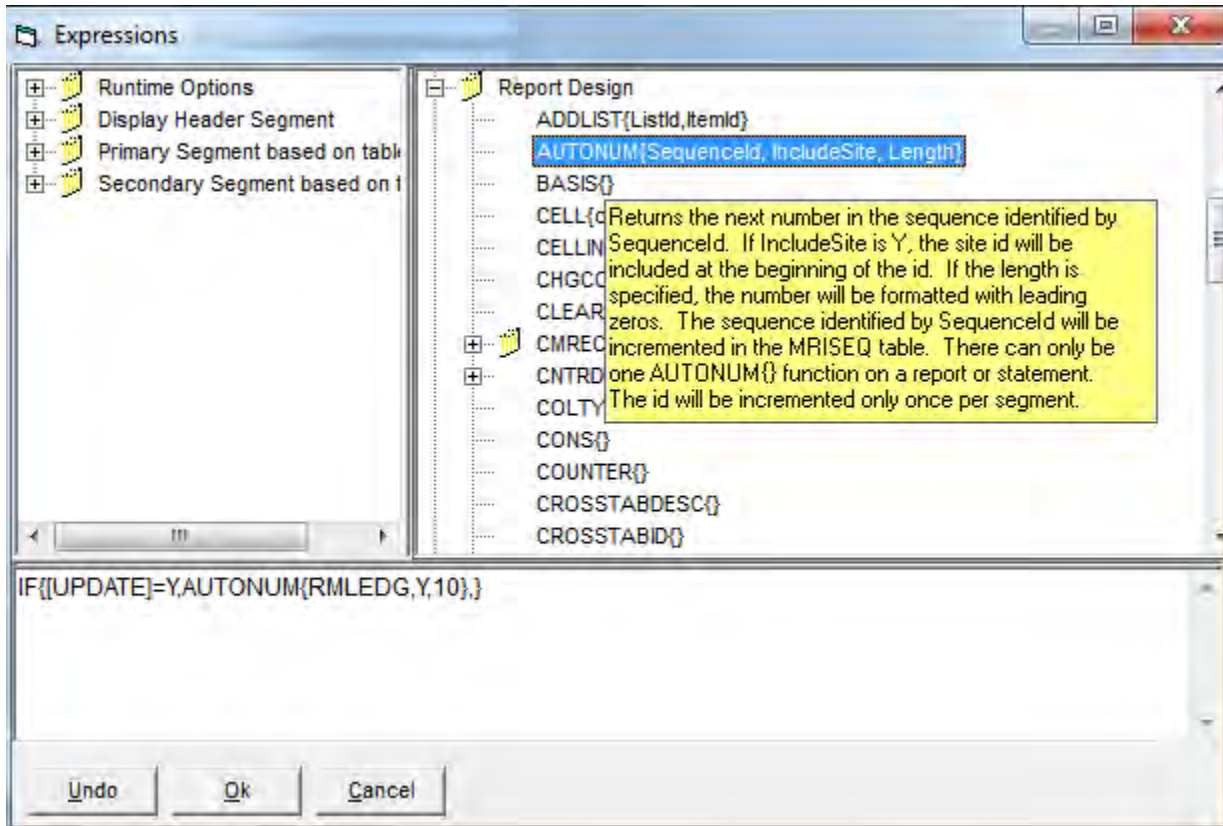 Expressions
Runtime Options
Display Header Segment
Primary Segment based on table
Secondary Segment based on t
Report Design
ADDLIST{ListId,ItemId}
AUTONUM{SequenceId, IncludeSite, Length}
BASIS{}
CELL{c
CELLIN
CHGCO
CLEAR
CMREC
CNTRD
COLTY
CONS{}
COUNTER{}
CROSSTABDESC{}
CROSSTABID{}
Returns the next number in the sequence identified by
SequenceId. If IncludeSite is Y, the site id will be
included at the beginning of the id. If the length is
specified, the number will be formatted with leading
zeros. The sequence identified by SequenceId will be
incremented in the MRISEQ table. There can only be
one AUTONUM{} function on a report or statement.
The id will be incremented only once per segment.
IF{[UPDATE]=Y,AUTONUM{RMLEDG,Y,10},}
Undo
Ok
Cancel